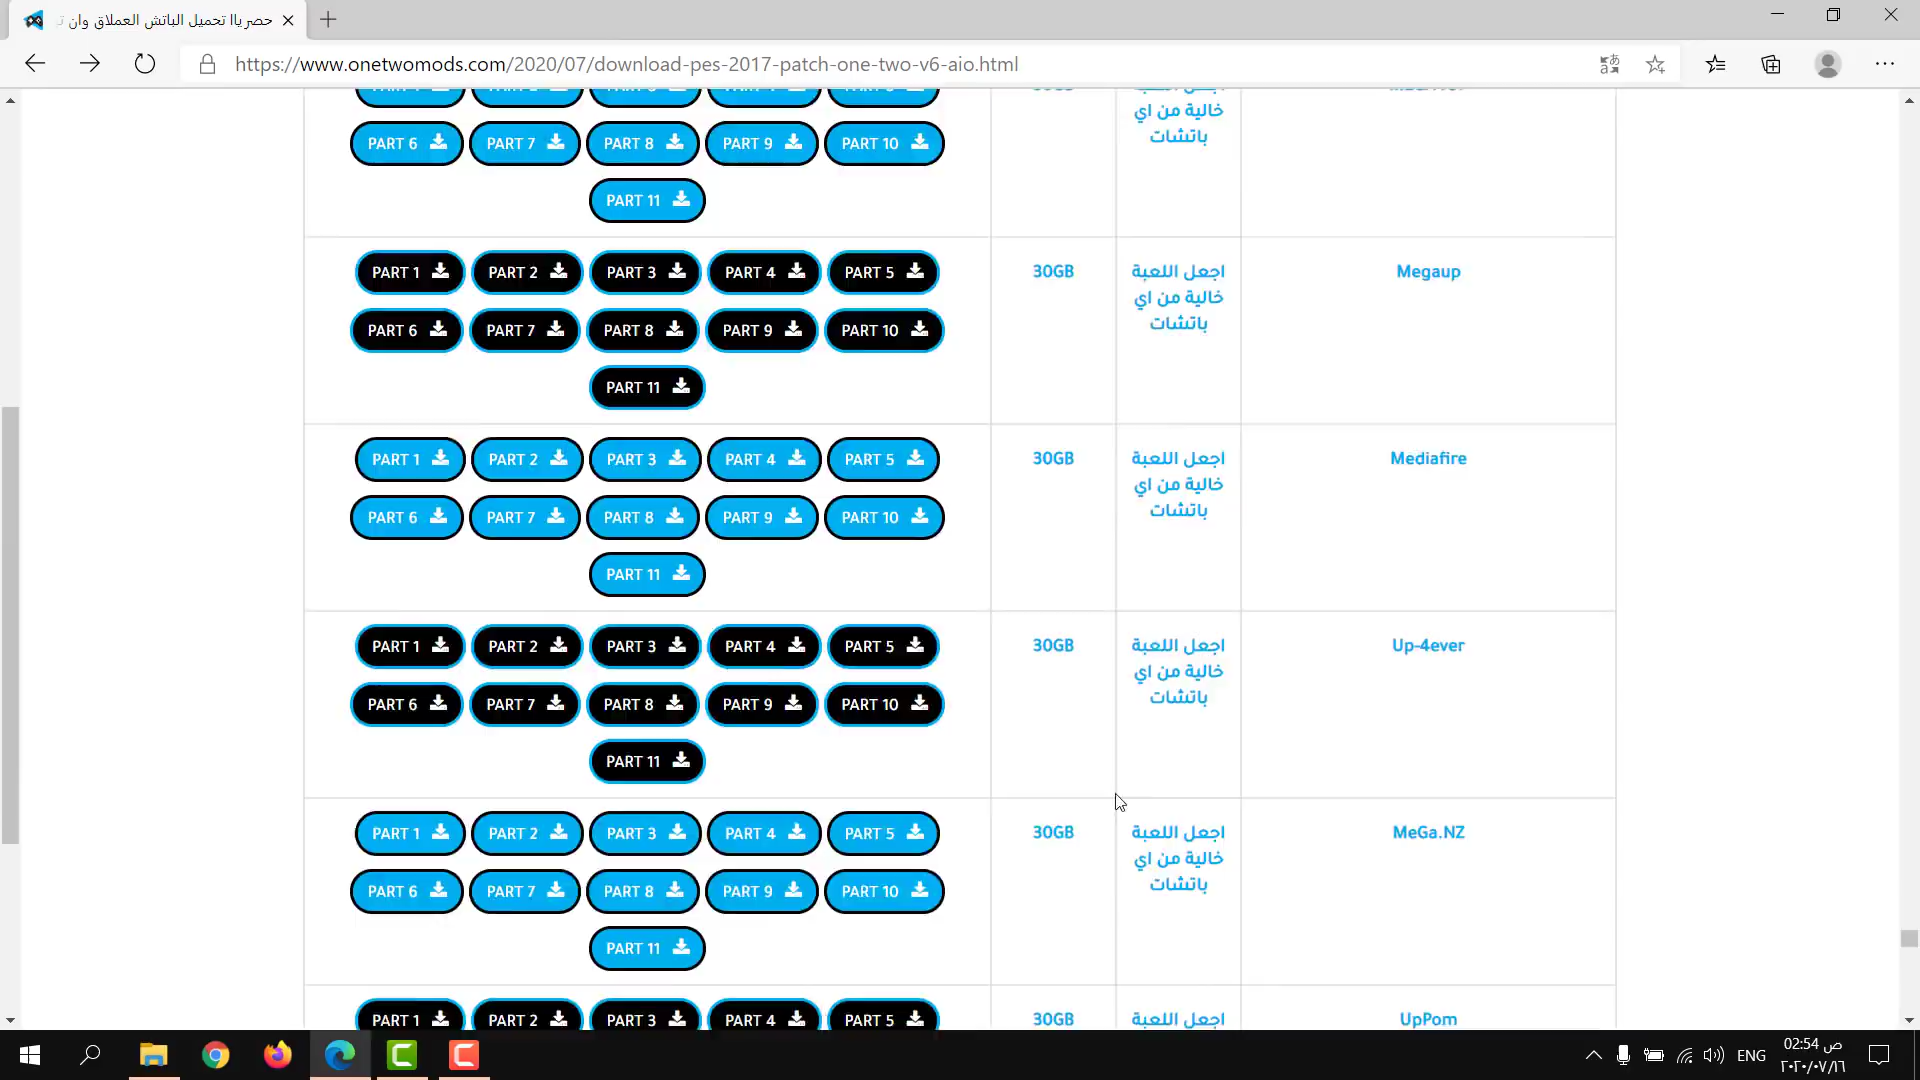 حصريا تحميل الباتش العملاق وان ت
https://www.onetwomods.com/2020/07/download-pes-2017-patch-one-two-v6-aio.html
30GB
خالية من اي
باتشات
PART 6 PART 7 PART 8 PART 9 PART 10
PART 11
PART 1 PART 2 PART 3 PART 4 PART 5
30GB
اجعل اللعبة
Megaup
خالية من اي
باتشات
PART 6 PART 7 PART 8 PART 9 PART 10
PART 11
PART 1 PART 2 PART 3 PART 4 PART 5
30GB
اجعل اللعبة
Mediafire
خالية من اي
باتشات
PART 6 PART 7 PART 8 PART 9 PART 10
PART 11
PART 1 PART 2 PART 3 PART 4 PART 5
30GB
اجعل اللعبة
Up-4ever
خالية من اي
باتشات
PART 6 PART 7 PART 8 PART 9 PART 10
PART 11
PART 1 PART 2 PART 3 PART 4 PART 5
30GB
اجعل اللعبة
MeGa.NZ
خالية من اي
باتشات
PART 6 PART 7 PART 8 PART 9 PART 10
PART 11
PART 1 PART 2 PART 3 PART 4 PART 5
30GB
اجعل اللعبة
UpPom
ENG
02:54 ص
٢٠٢٠/٠٧/١٦